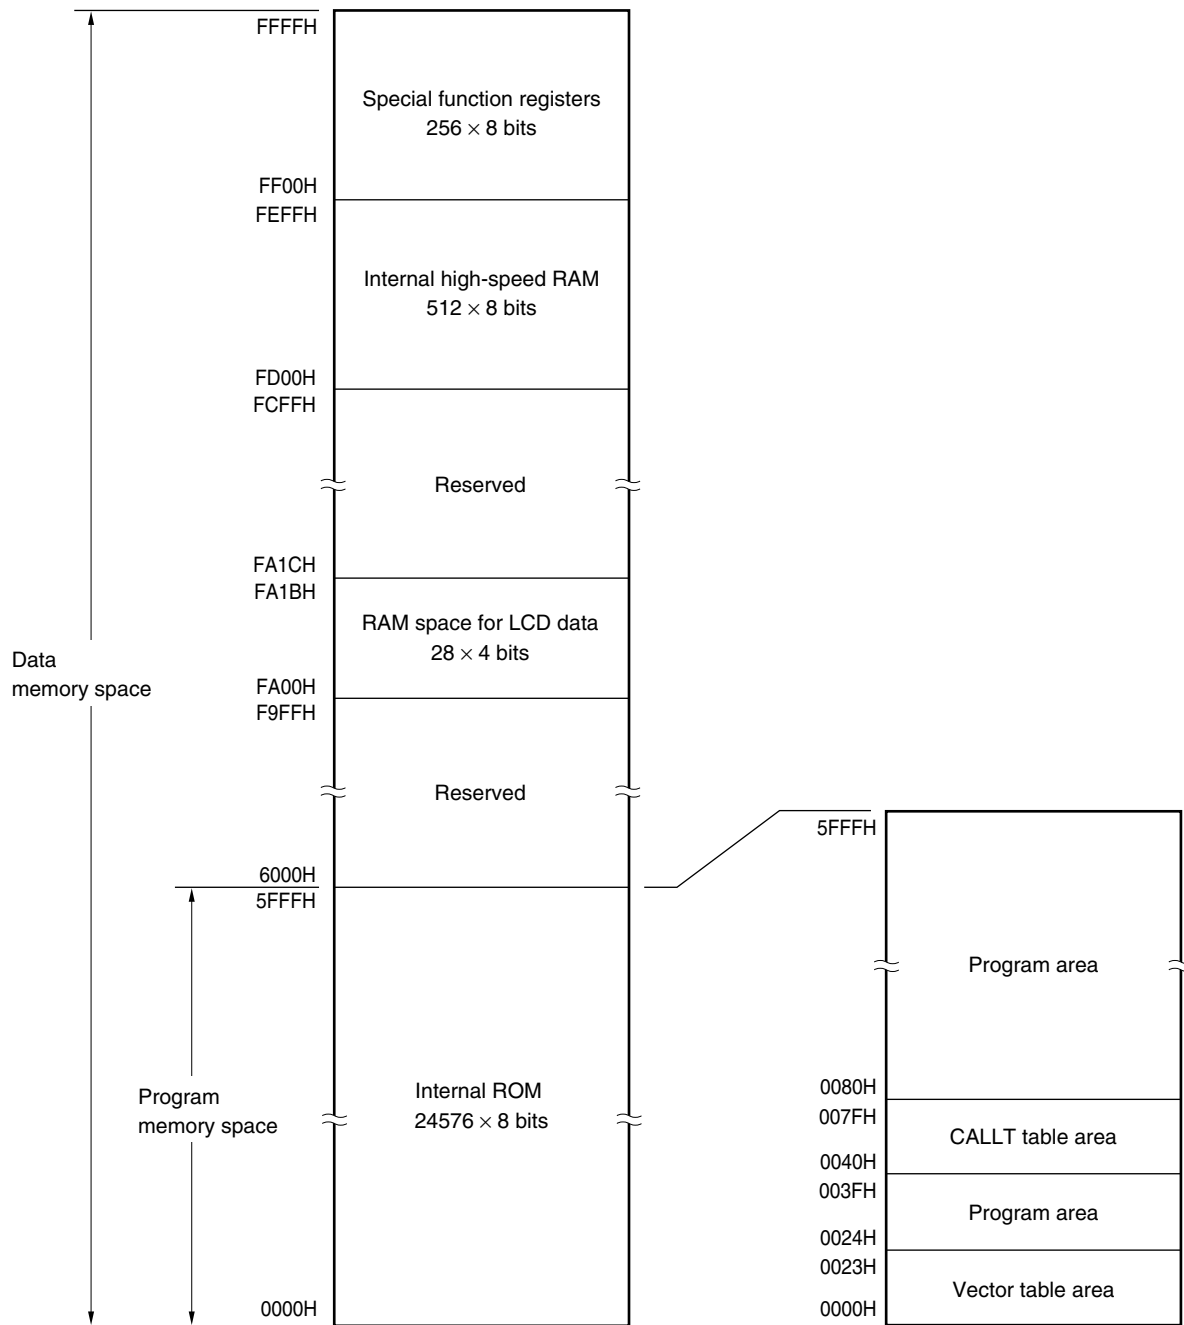 FFFFH
Special function registers
256 × 8 bits
FF00H
FEFFH
Internal high-speed RAM
512 × 8 bits
FD00H
FCFFH
Reserved
FA1CH
FA1BH
RAM space for LCD data
28 × 4 bits
Data
memory space
FA00H
F9FFH
Reserved
6000H
5FFFH
Program
memory space
Internal ROM
24576 × 8 bits
0000H
5FFFH
Program area
0080H
007FH
CALLT table area
0040H
003FH
Program area
0024H
0023H
Vector table area
0000H